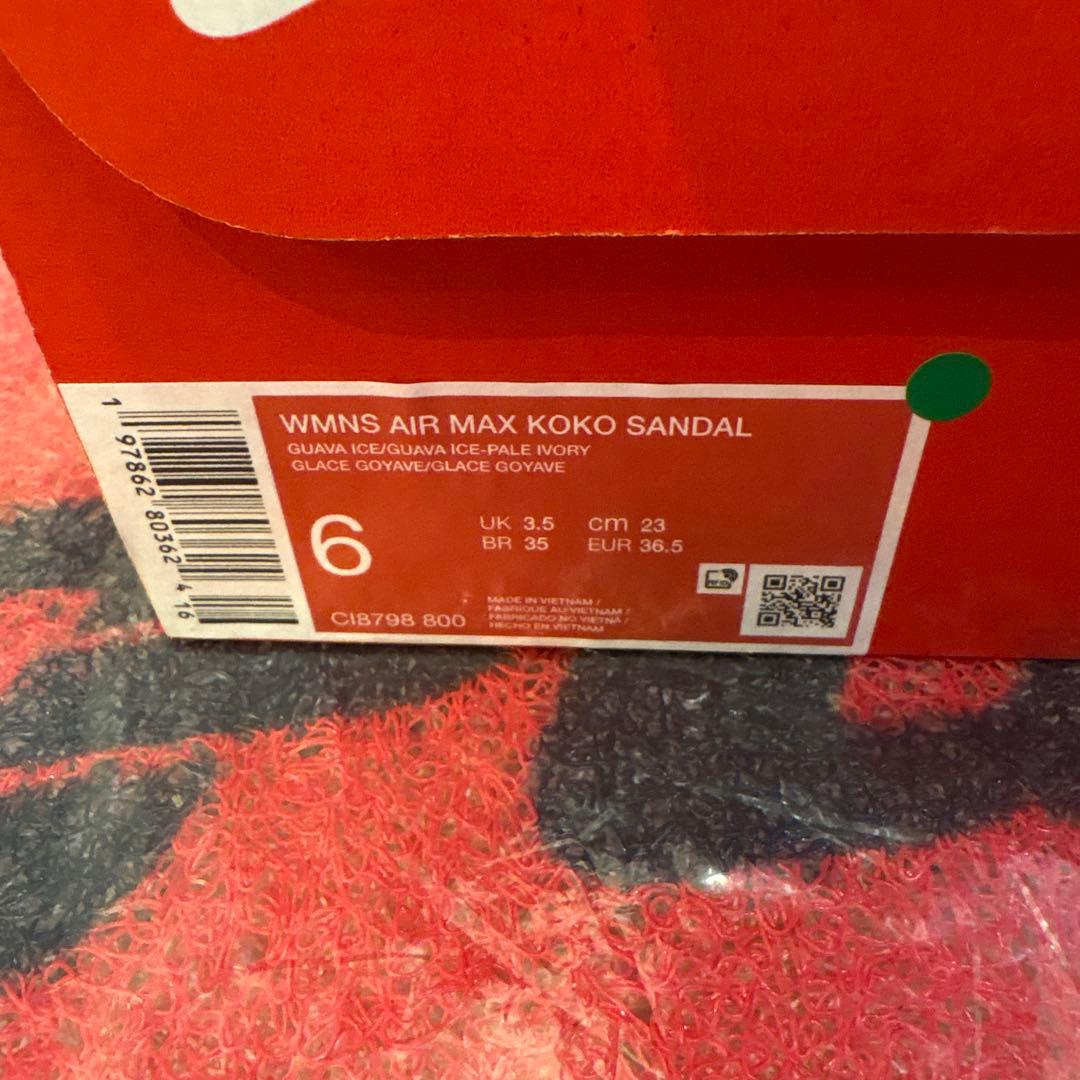 WMNS AIR MAX KOKO SANDAL
GUAVA ICE/GUAVA ICE-PALE IVORY
GLACE GOYAVE/GLACE GOYAVE
6
UK 3.5 CM 23
BR 35 EUR 36.5
CI8798 800
MADE IN VIETNAM /
FABRIQUE AU VIETNAM /
FABRICADO NO VIETNA /
HECHO EN VIETNAM
RFID
1 97862 80362 4 16